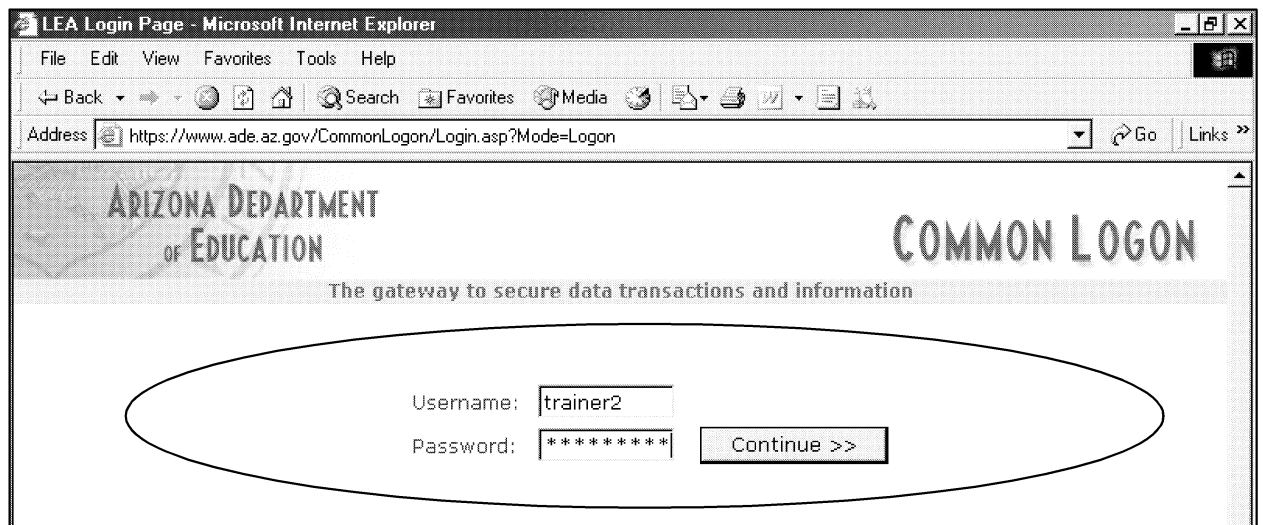 LEA Login Page - Microsoft Internet Explorer
File Edit View Favorites Tools Help
Back Search Favorites Media
Address https://www.ade.az.gov/CommonLogon/Login.asp?Mode=Logon Go Links »
ARIZONA DEPARTMENT
OF EDUCATION
COMMON LOGON
The gateway to secure data transactions and information
Username: trainer2
Password: ********* Continue >>